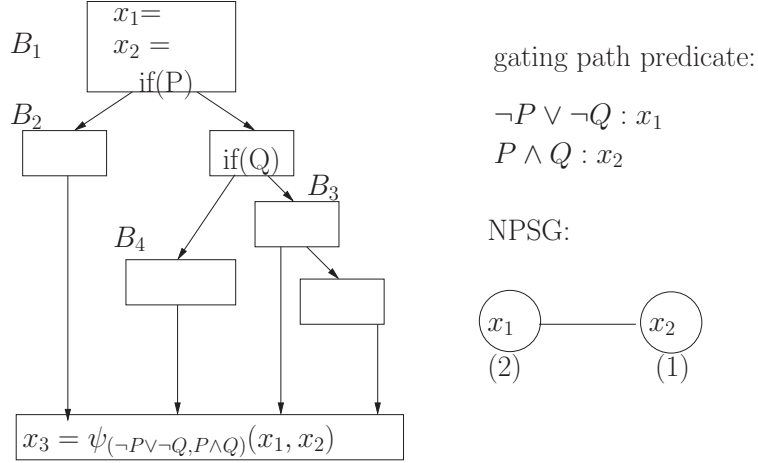 B₁
x₁=
x₂ =
if(P)
B₂
if(Q)
B₃
B₄
x₃ = ψ₍¬P∨¬Q,P∧Q₎(x₁, x₂)
gating path predicate:
¬P ∨ ¬Q : x₁
P ∧ Q : x₂
NPSG:
x₁ x₂
(2) (1)